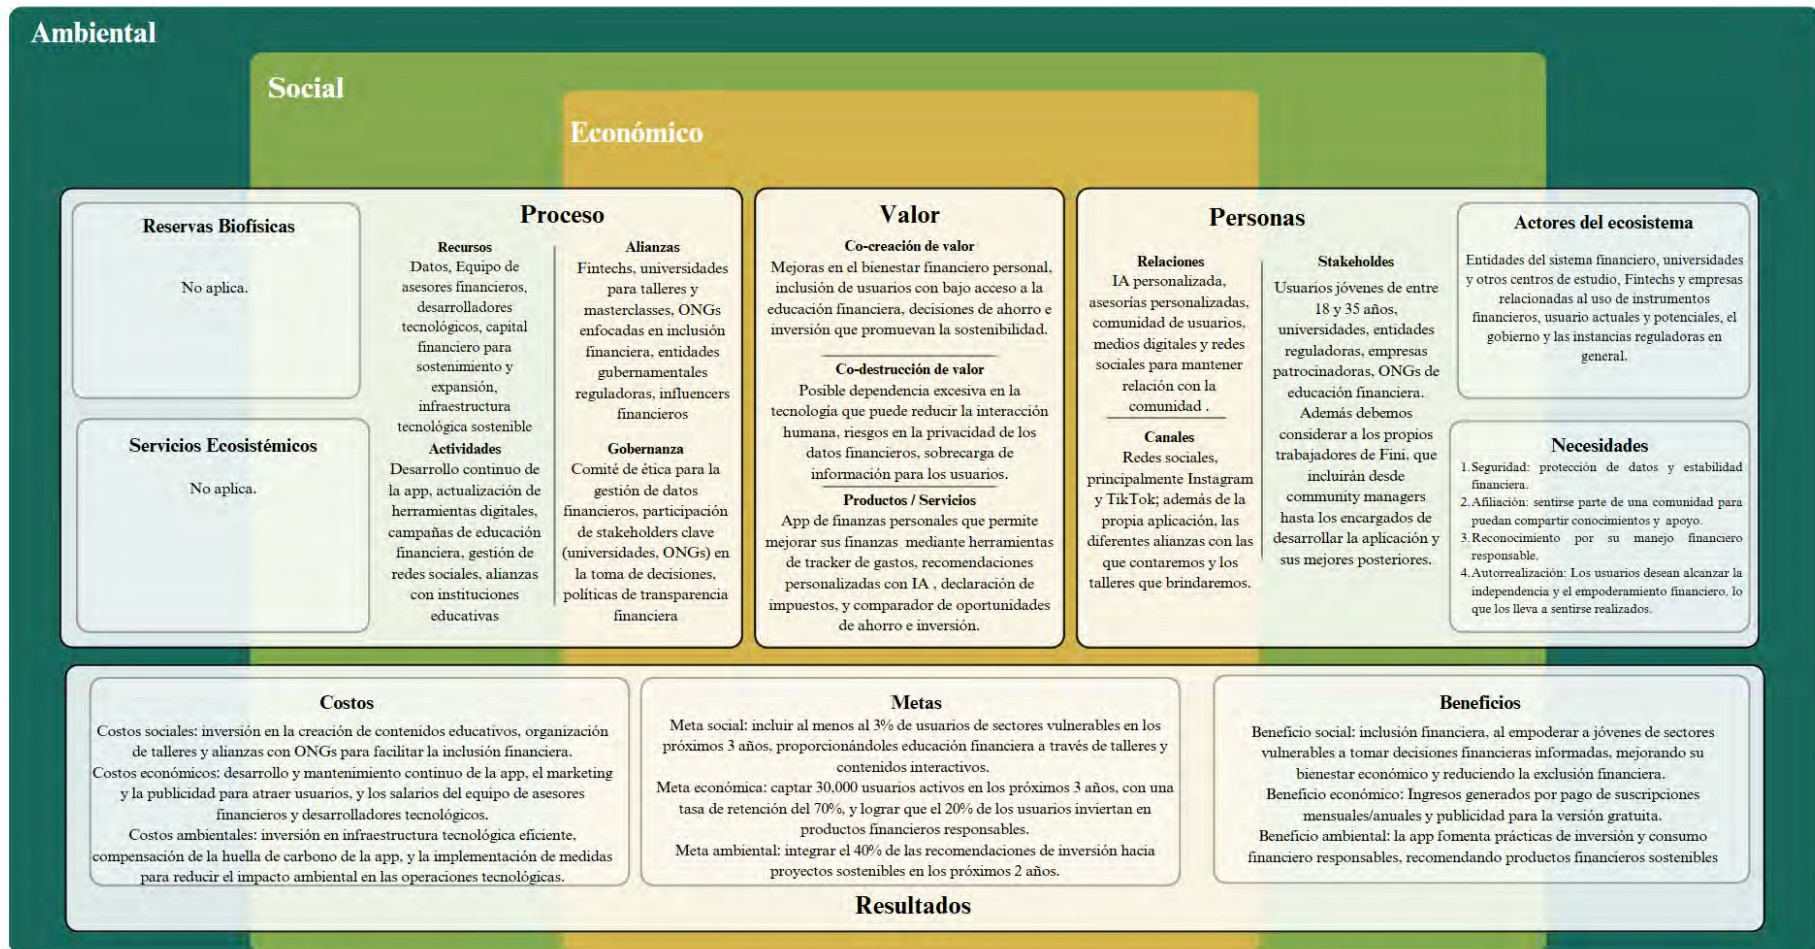 Ambiental
Social
Económico
Reservas Biofísicas
No aplica.
Servicios Ecosistémicos
No aplica.
Proceso
Recursos
Datos, Equipo de
asesores financieros,
desarrolladores
tecnológicos, capital
financiero para
sostenimiento y
expansión,
infraestructura
tecnológica sostenible
Actividades
Desarrollo continuo de
la app, actualización de
herramientas digitales,
campañas de educación
financiera, gestión de
redes sociales, alianzas
con instituciones
educativas
Alianzas
Fintechs, universidades
para talleres y
masterclasses, ONGs
enfocadas en inclusión
financiera, entidades
gubernamentales
reguladoras, influencers
financieros
Gobernanza
Comité de ética para la
gestión de datos
financieros, participación
de stakeholders clave
(universidades, ONGs) en
la toma de decisiones,
políticas de transparencia
financiera
Valor
Co-creación de valor
Mejoras en el bienestar financiero personal,
inclusión de usuarios con bajo acceso a la
educación financiera, decisiones de ahorro e
inversión que promuevan la sostenibilidad.
Co-destrucción de valor
Posible dependencia excesiva en la
tecnología que puede reducir la interacción
humana, riesgos en la privacidad de los
datos financieros, sobrecarga de
información para los usuarios.
Productos / Servicios
App de finanzas personales que permite
mejorar sus finanzas mediante herramientas
de tracker de gastos, recomendaciones
personalizadas con IA , declaración de
impuestos, y comparador de oportunidades
de ahorro e inversión.
Personas
Relaciones
IA personalizada,
asesorías personalizadas,
comunidad de usuarios,
medios digitales y redes
sociales para mantener
relación con la
comunidad .
Canales
Redes sociales,
principalmente Instagram
y TikTok; además de la
propia aplicación, las
diferentes alianzas con las
que contaremos y los
talleres que brindaremos.
Stakeholdes
Usuarios jóvenes de entre
18 y 35 años,
universidades, entidades
reguladoras, empresas
patrocinadoras, ONGs de
educación financiera.
Además debemos
considerar a los propios
trabajadores de Fini, que
incluirán desde
community managers
hasta los encargados de
desarrollar la aplicación y
sus mejores posteriores.
Actores del ecosistema
Entidades del sistema financiero, universidades
y otros centros de estudio, Fintechs y empresas
relacionadas al uso de instrumentos
financieros, usuario actuales y potenciales, el
gobierno y las instancias reguladoras en
general.
Necesidades
1. Seguridad: protección de datos y estabilidad
financiera.
2. Afiliación: sentirse parte de una comunidad para
puedan compartir conocimientos y apoyo.
3. Reconocimiento por su manejo financiero
responsable.
4. Autorrealización: Los usuarios desean alcanzar la
independencia y el empoderamiento financiero, lo
que los lleva a sentirse realizados.
Costos
Costos sociales: inversión en la creación de contenidos educativos, organización
de talleres y alianzas con ONGs para facilitar la inclusión financiera.
Costos económicos: desarrollo y mantenimiento continuo de la app, el marketing
y la publicidad para atraer usuarios, y los salarios del equipo de asesores
financieros y desarrolladores tecnológicos.
Costos ambientales: inversión en infraestructura tecnológica eficiente,
compensación de la huella de carbono de la app, y la implementación de medidas
para reducir el impacto ambiental en las operaciones tecnológicas.
Metas
Meta social: incluir al menos al 3% de usuarios de sectores vulnerables en los
próximos 3 años, proporcionándoles educación financiera a través de talleres y
contenidos interactivos.
Meta económica: captar 30,000 usuarios activos en los próximos 3 años, con una
tasa de retención del 70%, y lograr que el 20% de los usuarios inviertan en
productos financieros responsables.
Meta ambiental: integrar el 40% de las recomendaciones de inversión hacia
proyectos sostenibles en los próximos 2 años.
Beneficios
Beneficio social: inclusión financiera, al empoderar a jóvenes de sectores
vulnerables a tomar decisiones financieras informadas, mejorando su
bienestar económico y reduciendo la exclusión financiera.
Beneficio económico: Ingresos generados por pago de suscripciones
mensuales/anuales y publicidad para la versión gratuita.
Beneficio ambiental: la app fomenta prácticas de inversión y consumo
financiero responsables, recomendando productos financieros sostenibles
Resultados